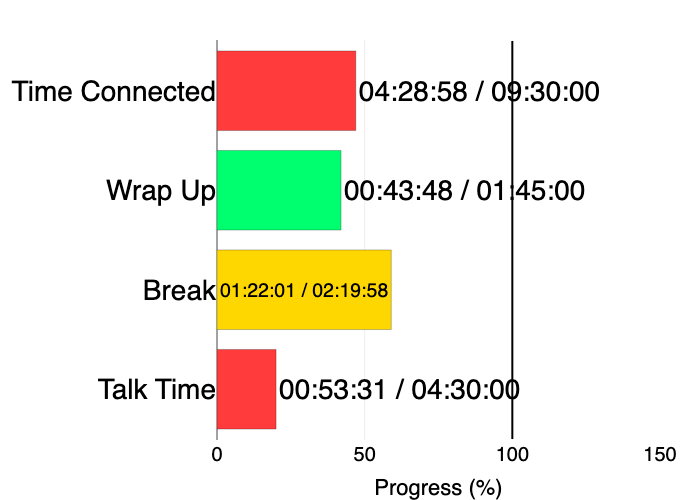 Time Connected 04:28:58 / 09:30:00
Wrap Up 00:43:48 / 01:45:00
Break 01:22:01 / 02:19:58
Talk Time 00:53:31 / 04:30:00
0 50 100 150
Progress (%)